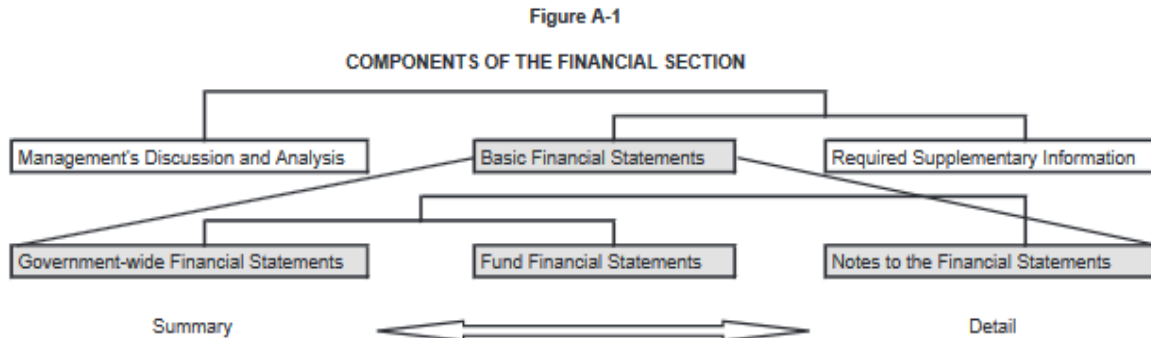 Figure A-1
COMPONENTS OF THE FINANCIAL SECTION
Management's Discussion and Analysis
Basic Financial Statements
Required Supplementary Information
Government-wide Financial Statements
Fund Financial Statements
Notes to the Financial Statements
Summary
Detail